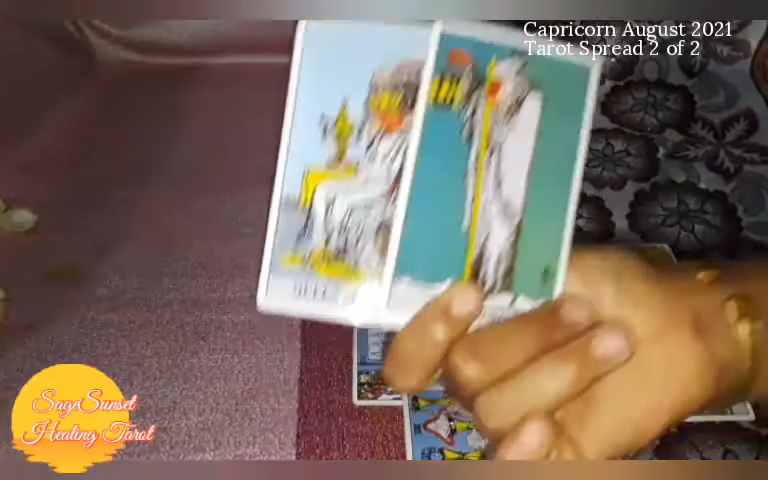 Capricorn August 2021
Tarot Spread 2 of 2
SagaSunset
Healing Tarot